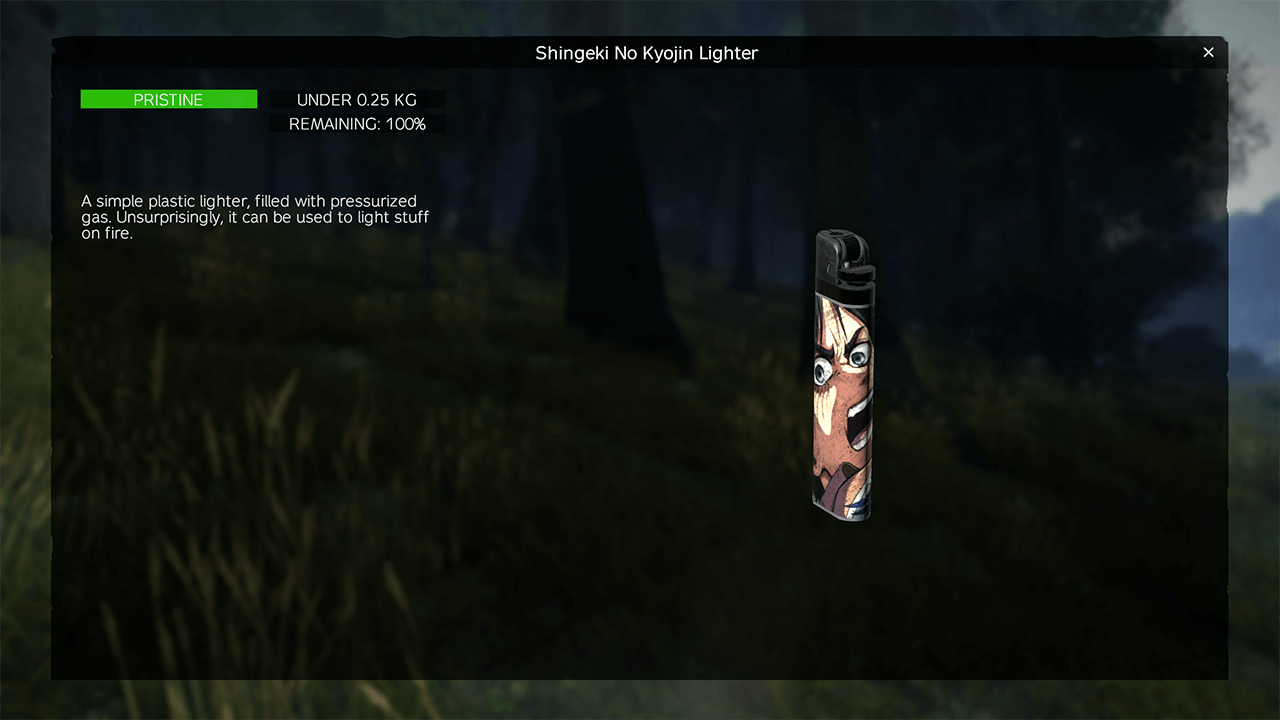 Shingeki No Kyojin Lighter
PRISTINE
UNDER 0.25 KG
REMAINING: 100%
A simple plastic lighter, filled with pressurized
gas. Unsurprisingly, it can be used to light stuff
on fire.